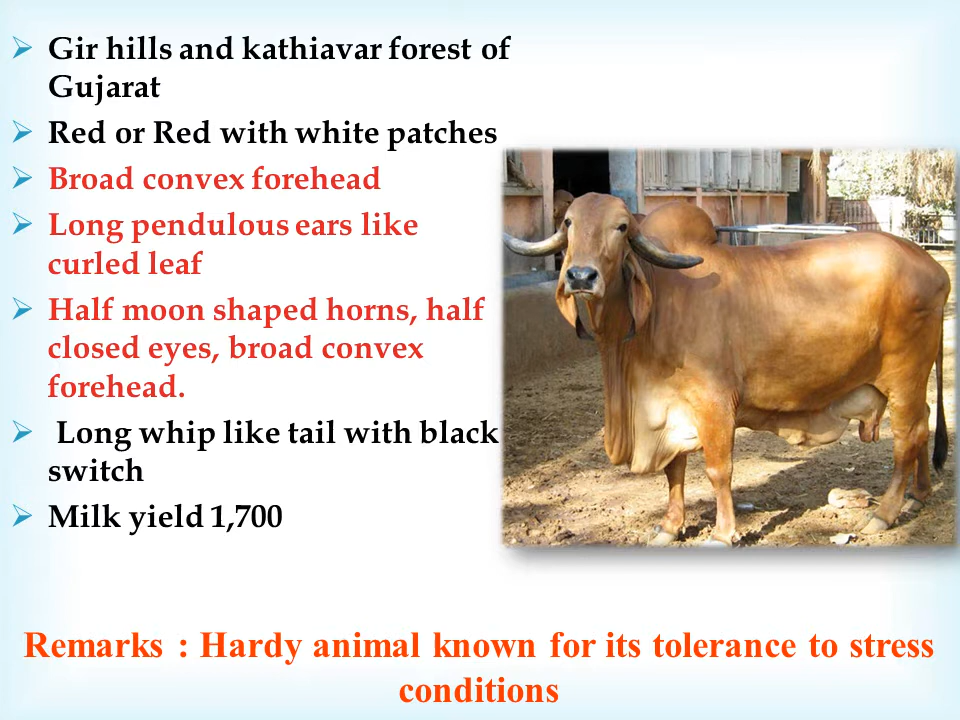 Gir hills and kathiavar forest of
Gujarat
Red or Red with white patches
Broad convex forehead
Long pendulous ears like
curled leaf
Half moon shaped horns, half
closed eyes, broad convex
forehead.
Long whip like tail with black
switch
Milk yield 1,700
Remarks : Hardy animal known for its tolerance to stress
conditions